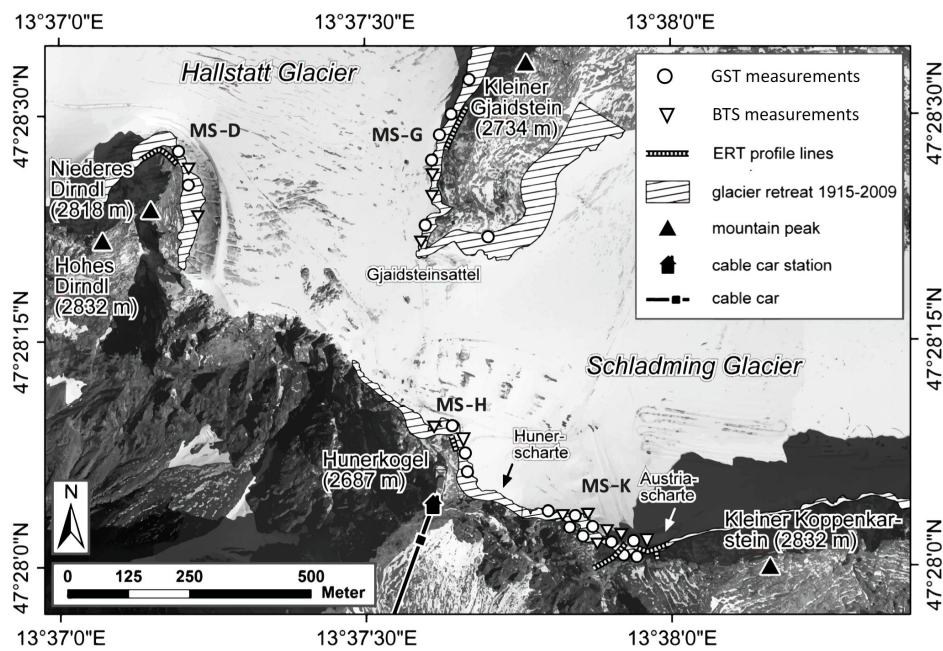 13°37'0"E
13°37'30"E
13°38'0"E
47°28'30"N
47°28'15"N
47°28'0"N
47°28'30"N
47°28'15"N
47°28'0"N
Hallstatt Glacier
MS-D
MS-G
Kleiner
Gjaidstein
(2734 m)
Niederes
Dirndl
(2818 m)
Hohes
Dirndl
(2832 m)
Gjaidsteinsattel
GST measurements
BTS measurements
ERT profile lines
glacier retreat 1915-2009
mountain peak
cable car station
cable car
Schladming Glacier
MS-H
Huner-
scharte
Hunerkogel
(2687 m)
MS-K
Austria-
scharte
Kleiner Koppenkar-
stein (2832 m)
N
0 125 250 500
Meter
13°37'0"E
13°37'30"E
13°38'0"E